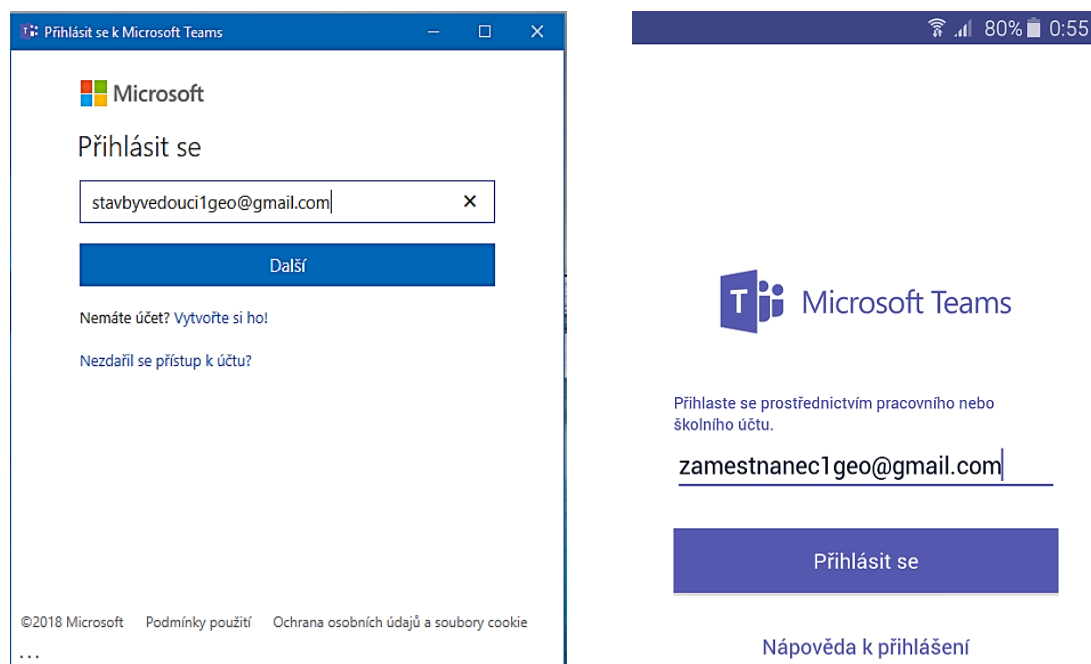 Přihlásit se k Microsoft Teams
Microsoft
Přihlásit se
stavbyvedouci1geo@gmail.com
Další
Nemáte účet? Vytvořte si ho!
Nezdařil se přístup k účtu?
©2018 Microsoft Podmínky použití Ochrana osobních údajů a soubory cookie
...
80% 0:55
T Microsoft Teams
Přihlaste se prostřednictvím pracovního nebo
školního účtu.
zamestnanec1geo@gmail.com
Přihlásit se
Nápověda k přihlášení